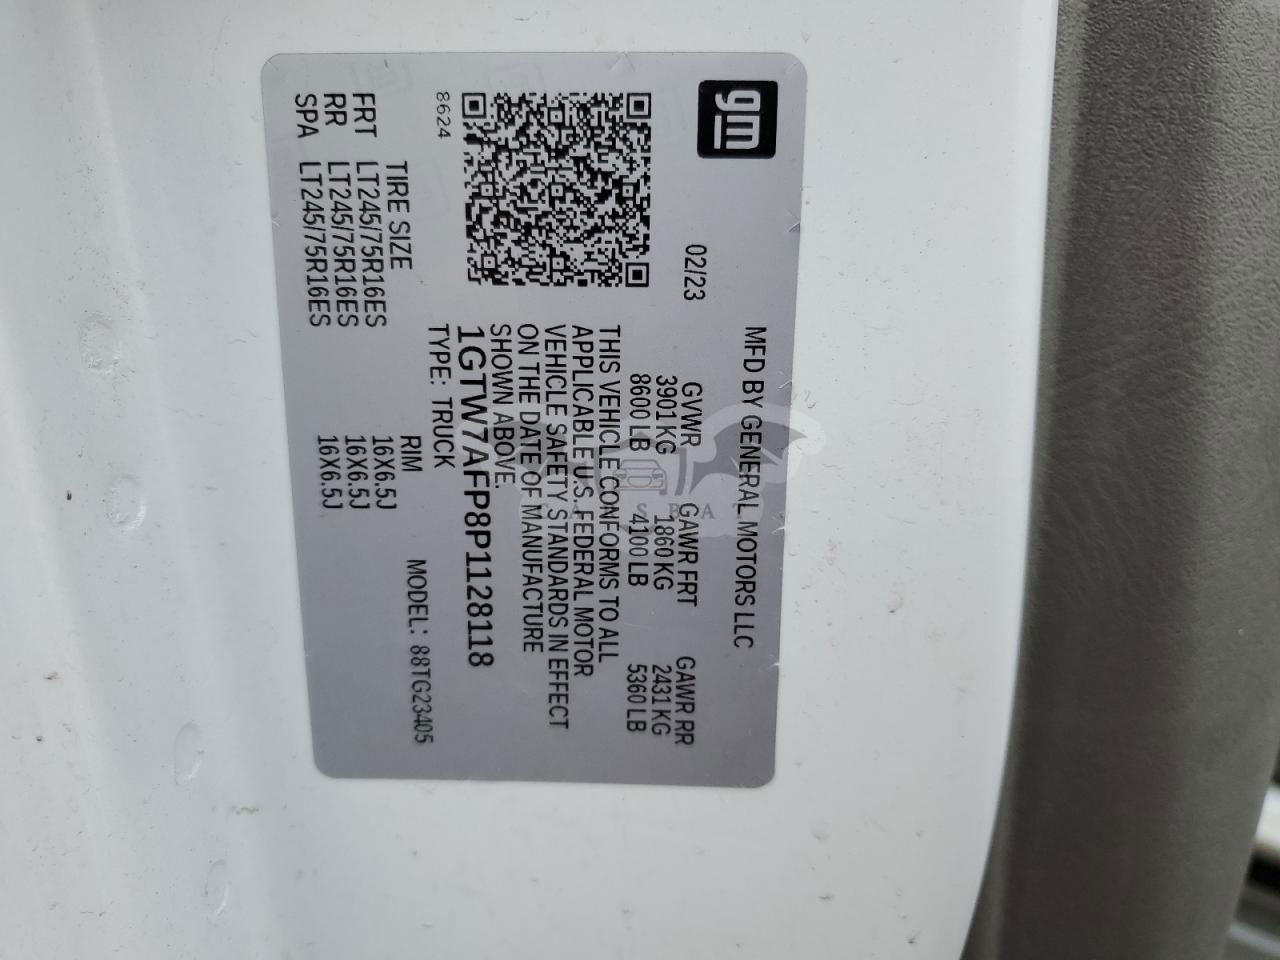 gm
MFD BY GENERAL MOTORS LLC
02/23
GVWR GAWR FRT GAWR RR
3901 KG 1860 KG 2431 KG
8600 LB 4100 LB 5360 LB
THIS VEHICLE CONFORMS TO ALL
APPLICABLE U.S. FEDERAL MOTOR
VEHICLE SAFETY STANDARDS IN EFFECT
ON THE DATE OF MANUFACTURE
SHOWN ABOVE.
1GTW7AFP8P1128118
8624
TYPE: TRUCK MODEL: 88TG23405
TIRE SIZE RIM
FRT LT245/75R16ES 16X6.5J
RR LT245/75R16ES 16X6.5J
SPA LT245/75R16ES 16X6.5J